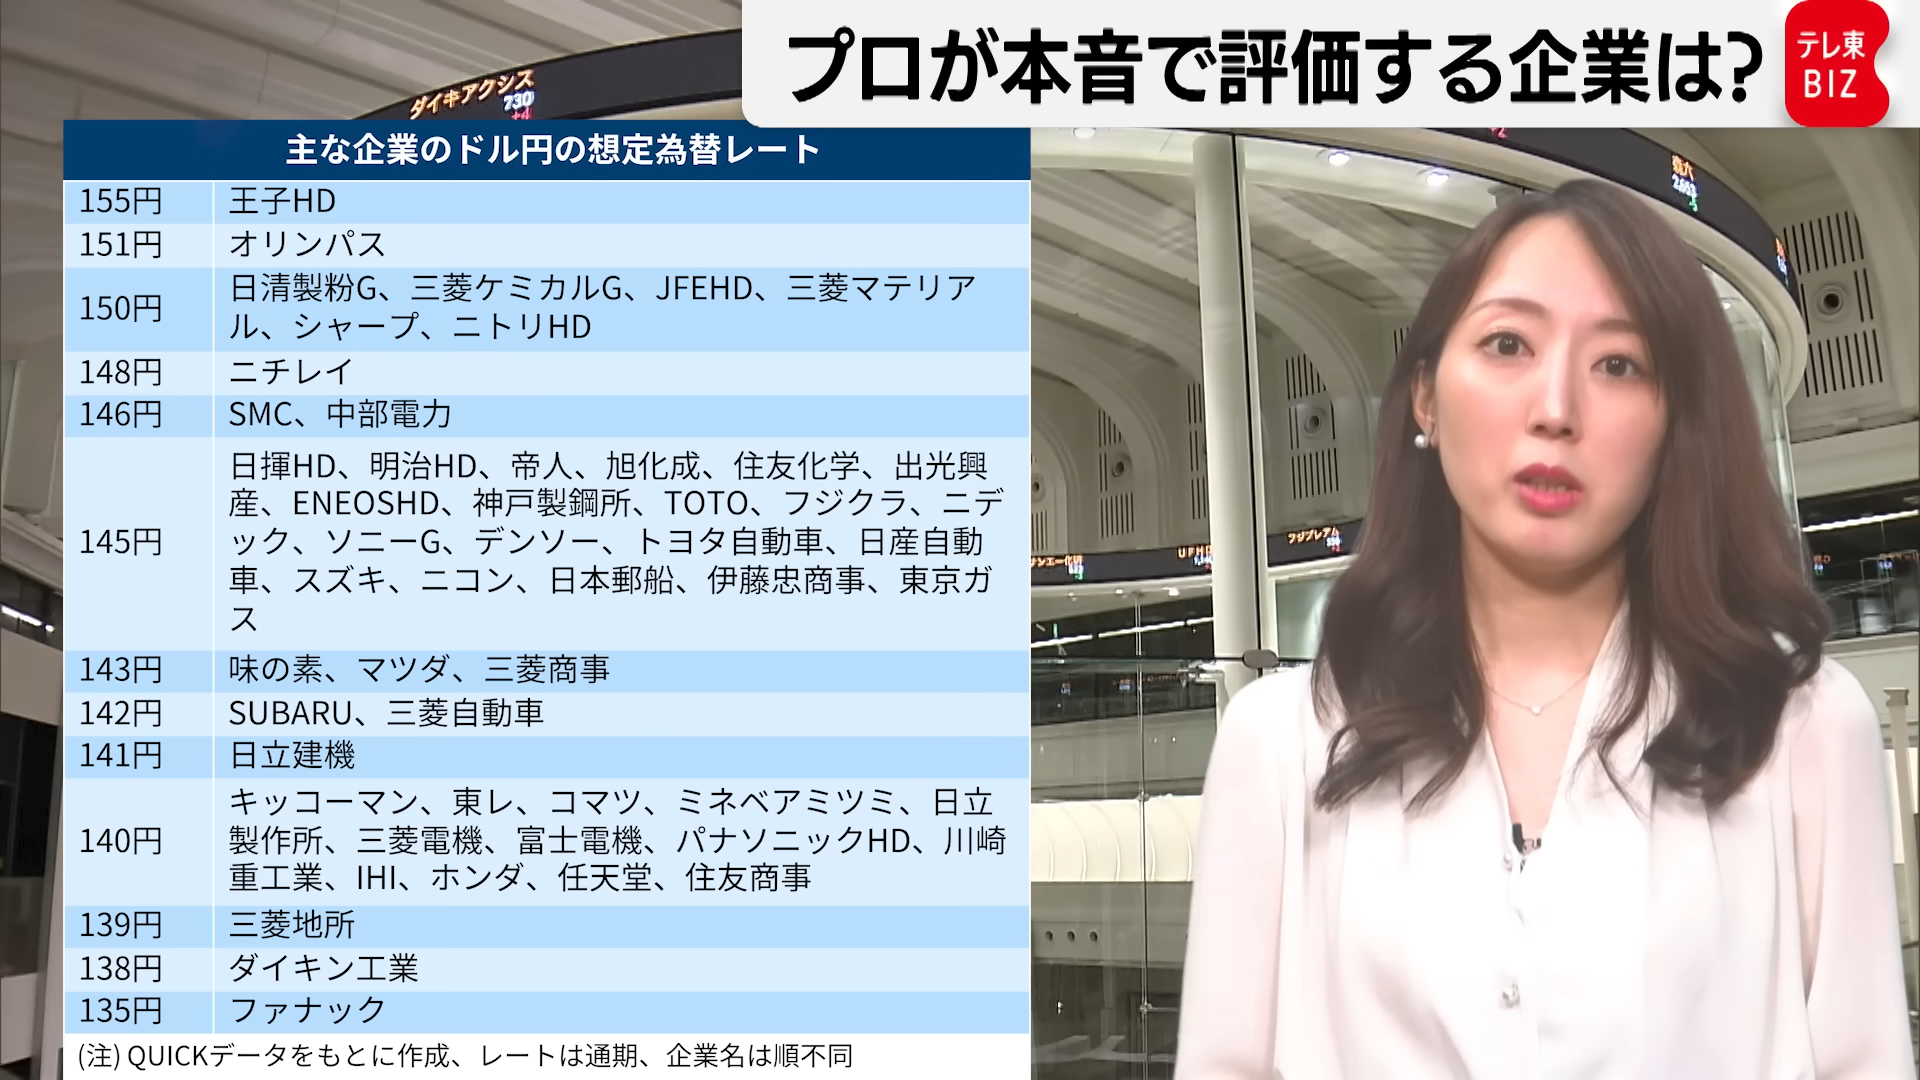 プロが本音で評価する企業は?
テレ東
BIZ
ダイキアクシス
730
+4
主な企業のドル円の想定為替レート
155円 王子HD
151円 オリンパス
150円 日清製粉G、三菱ケミカルG、JFEHD、三菱マテリア
ル、シャープ、ニトリHD
148円 ニチレイ
146円 SMC、中部電力
145円 日揮HD、明治HD、帝人、旭化成、住友化学、出光興
産、ENEOSHD、神戸製鋼所、TOTO、フジクラ、ニデ
ック、ソニーG、デンソー、トヨタ自動車、日産自動
車、スズキ、ニコン、日本郵船、伊藤忠商事、東京ガ
ス
143円 味の素、マツダ、三菱商事
142円 SUBARU、三菱自動車
141円 日立建機
140円 キッコーマン、東レ、コマツ、ミネベアミツミ、日立
製作所、三菱電機、富士電機、パナソニックHD、川崎
重工業、IHI、ホンダ、任天堂、住友商事
139円 三菱地所
138円 ダイキン工業
135円 ファナック
(注) QUICKデータをもとに作成、レートは通期、企業名は順不同
フジプレアム